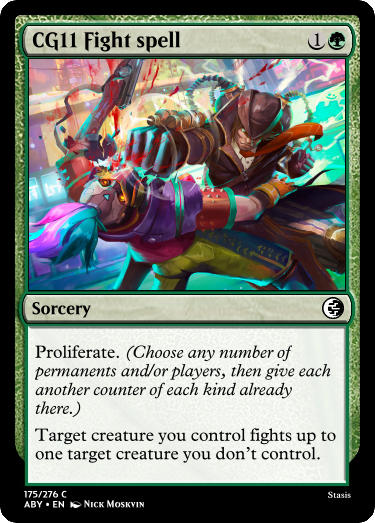 CG11 Fight spell
1
Sorcery
Proliferate. (Choose any number of
permanents and/or players, then give each
another counter of each kind already
there.)
Target creature you control fights up to
one target creature you don't control.
175/276 C
ABY • EN Nick Moskvin
Stasis